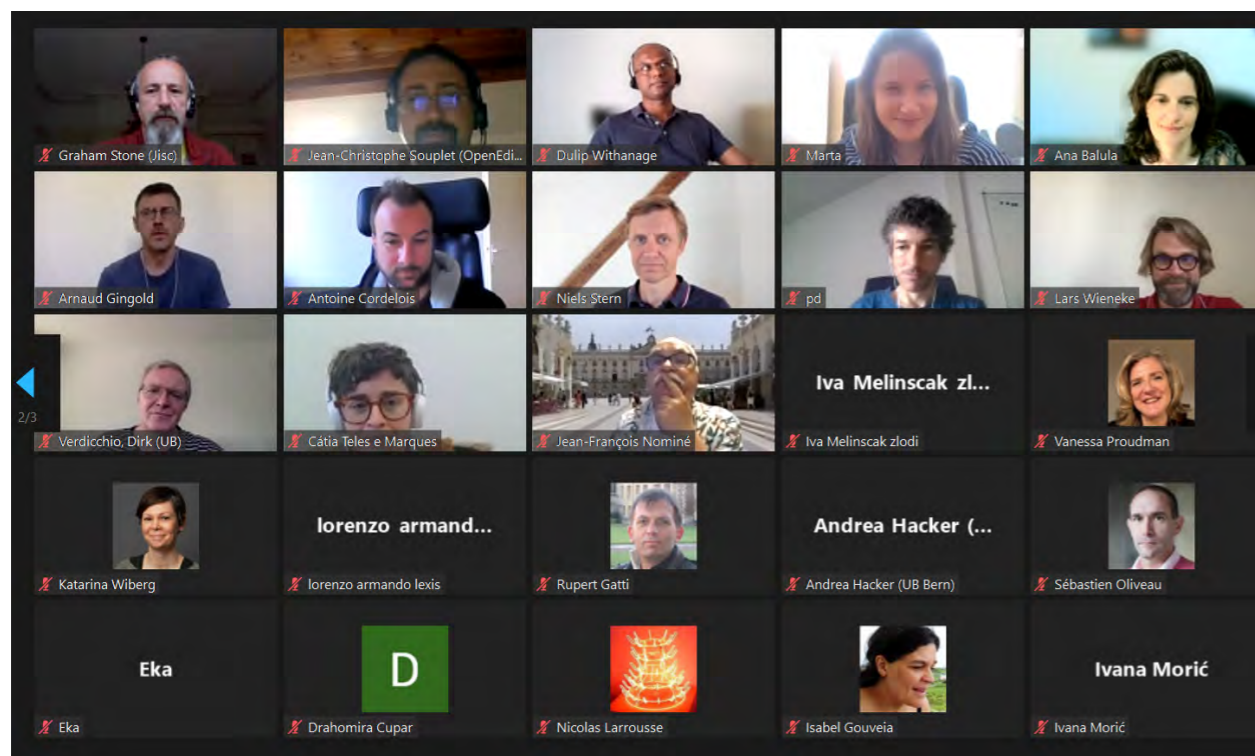 Graham Stone (Jisc)
Jean-Christophe Souplet (OpenEdi...
Dulip Withanage
Marta
Ana Balula
Arnaud Gingold
Antoine Cordelois
Niels Stern
pd
Lars Wieneke
2/3
Verdicchio, Dirk (UB)
Cátia Teles e Marques
Jean-François Nominé
Iva Melinscak zl...
Iva Melinscak zlodi
Vanessa Proudman
Katarina Wiberg
lorenzo armand...
lorenzo armando lexis
Rupert Gatti
Andrea Hacker (...
Andrea Hacker (UB Bern)
Sébastien Oliveau
Eka
Eka
D
Drahomira Cupar
Nicolas Larrousse
Isabel Gouveia
Ivana Morić
Ivana Morić